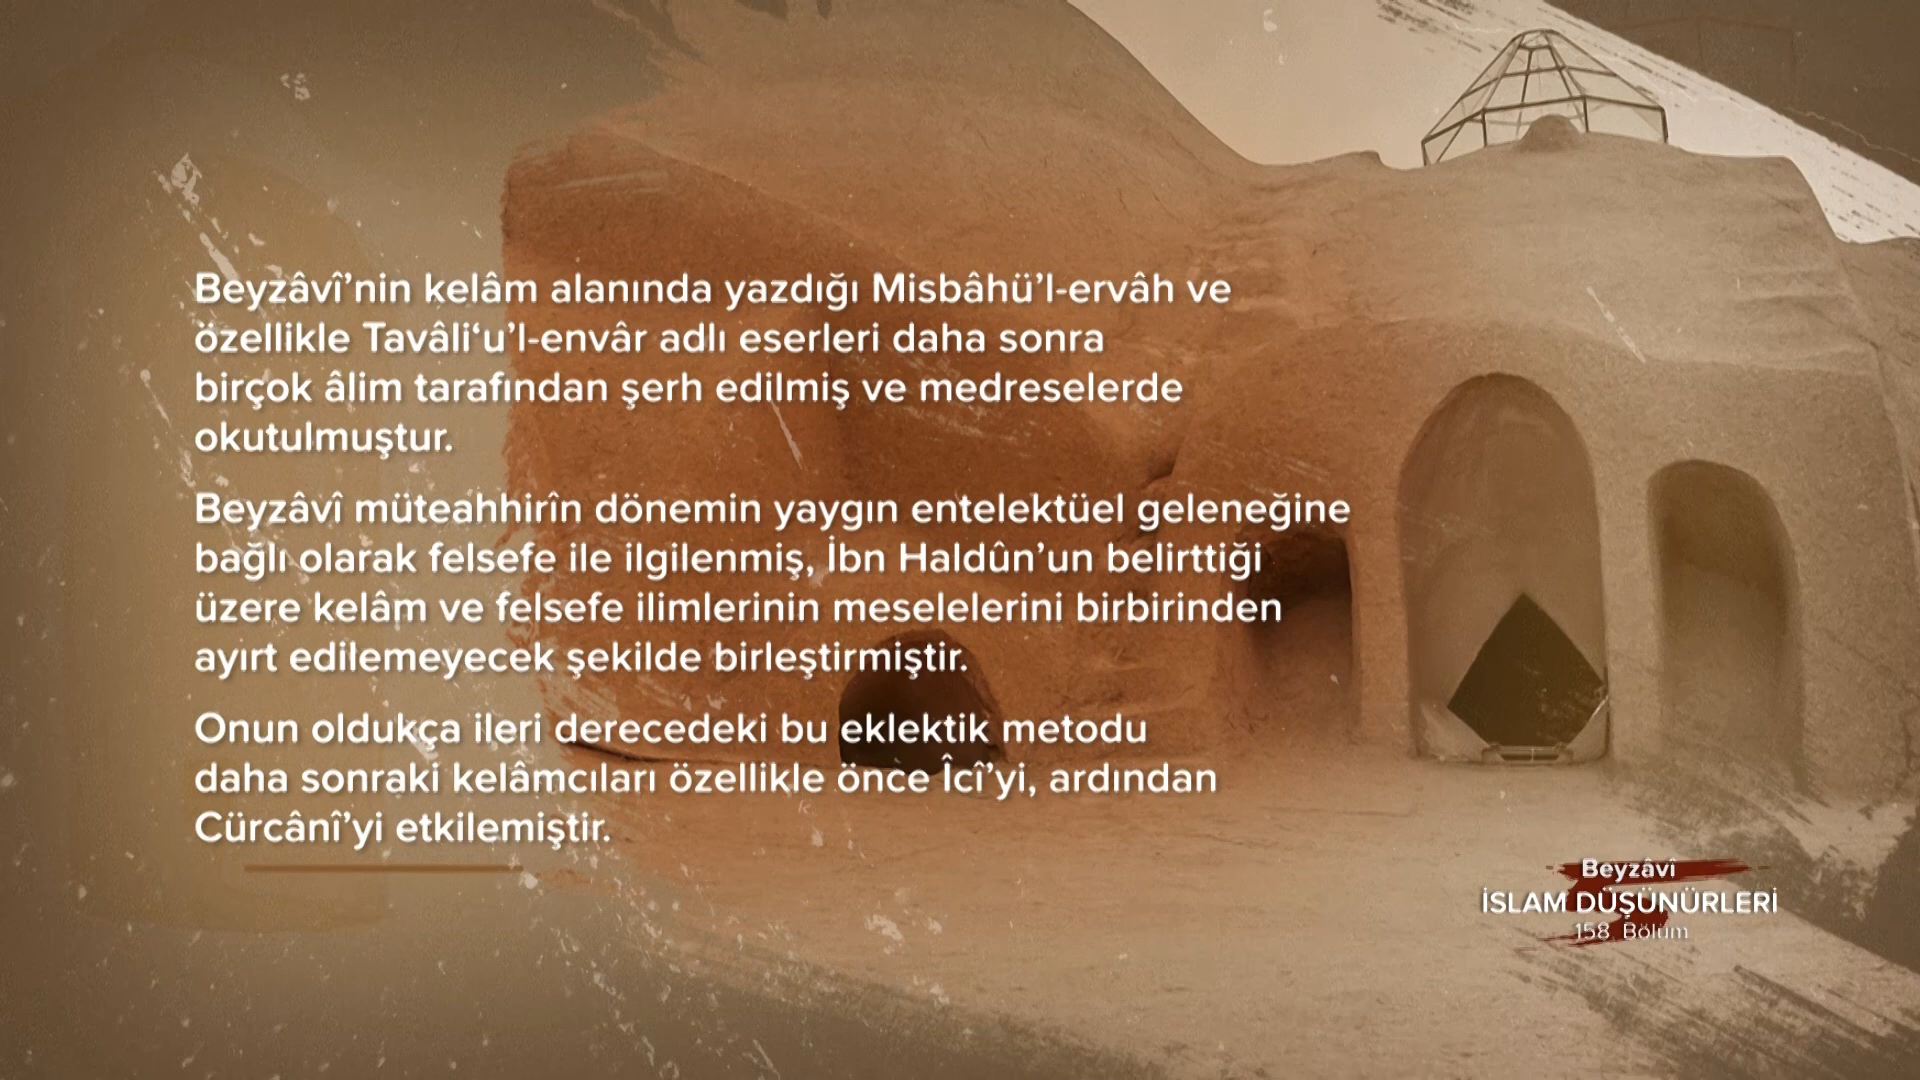 Beyzâvî’nin kelâm alanında yazdığı Misbâhü’l-ervâh ve
özellikle Tavâli‘u’l-envâr adlı eserleri daha sonra
birçok âlim tarafından şerh edilmiş ve medreselerde
okutulmuştur.
Beyzâvî müteahhirîn dönemin yaygın entelektüel geleneğine
bağlı olarak felsefe ile ilgilenmiş, İbn Haldûn’un belirttiği
üzere kelâm ve felsefe ilimlerinin meselelerini birbirinden
ayırt edilemeyecek şekilde birleştirmiştir.
Onun oldukça ileri derecedeki bu eklektik metodu
daha sonraki kelâmcıları özellikle önce Îcî’yi, ardından
Cürcânî’yi etkilemiştir.
Beyzâvî
İSLAM DÜŞÜNÜRLERİ
158. Bölüm